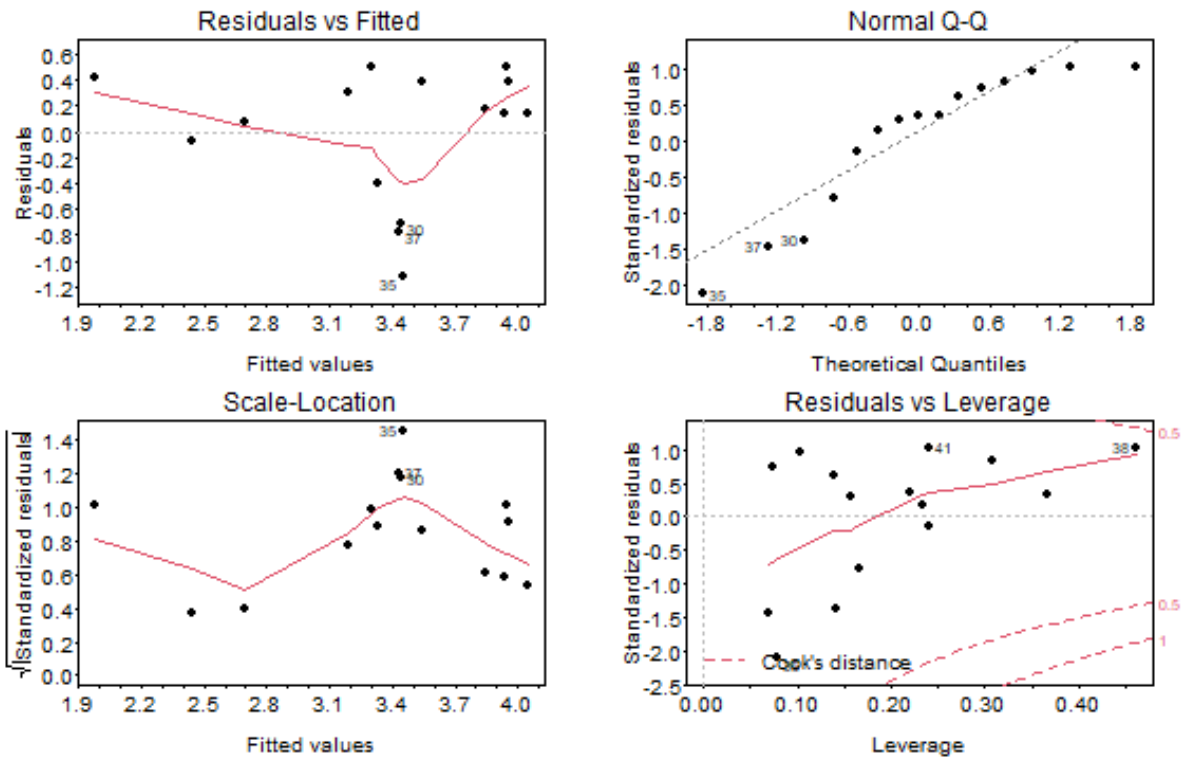 Residuals vs Fitted
Residuals
0.6
0.4
0.2
0.0
-0.2
-0.4
-0.6
-0.8
-1.0
-1.2
30
37
35
1.9 2.2 2.5 2.8 3.1 3.4 3.7 4.0
Fitted values
Normal Q-Q
Standardized residuals
1.0
0.5
0.0
-0.5
-1.0
-1.5
-2.0
37
30
35
-1.8 -1.2 -0.6 0.0 0.6 1.2 1.8
Theoretical Quantiles
Scale-Location
√|Standardized residuals|
1.4
1.2
1.0
0.8
0.6
0.4
0.2
0.0
35
37
30
1.9 2.2 2.5 2.8 3.1 3.4 3.7 4.0
Fitted values
Residuals vs Leverage
Standardized residuals
1.0
0.5
0.0
-0.5
-1.0
-1.5
-2.0
-2.5
41
38
0.5
0.5
1
Cook's distance
0.00 0.10 0.20 0.30 0.40
Leverage